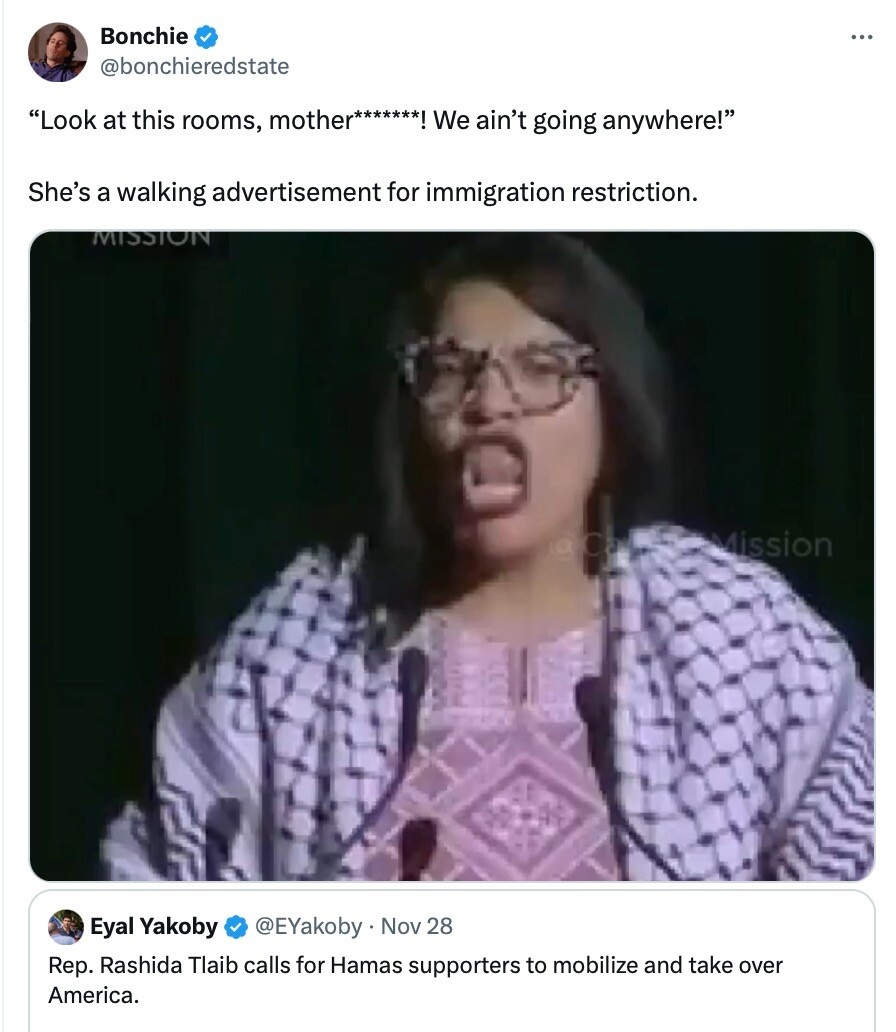 Bonchie
@bonchieredstate
“Look at this rooms, mother*******! We ain’t going anywhere!”
She’s a walking advertisement for immigration restriction.
MISSION
Mission
Eyal Yakoby @EYakoby · Nov 28
Rep. Rashida Tlaib calls for Hamas supporters to mobilize and take over
America.